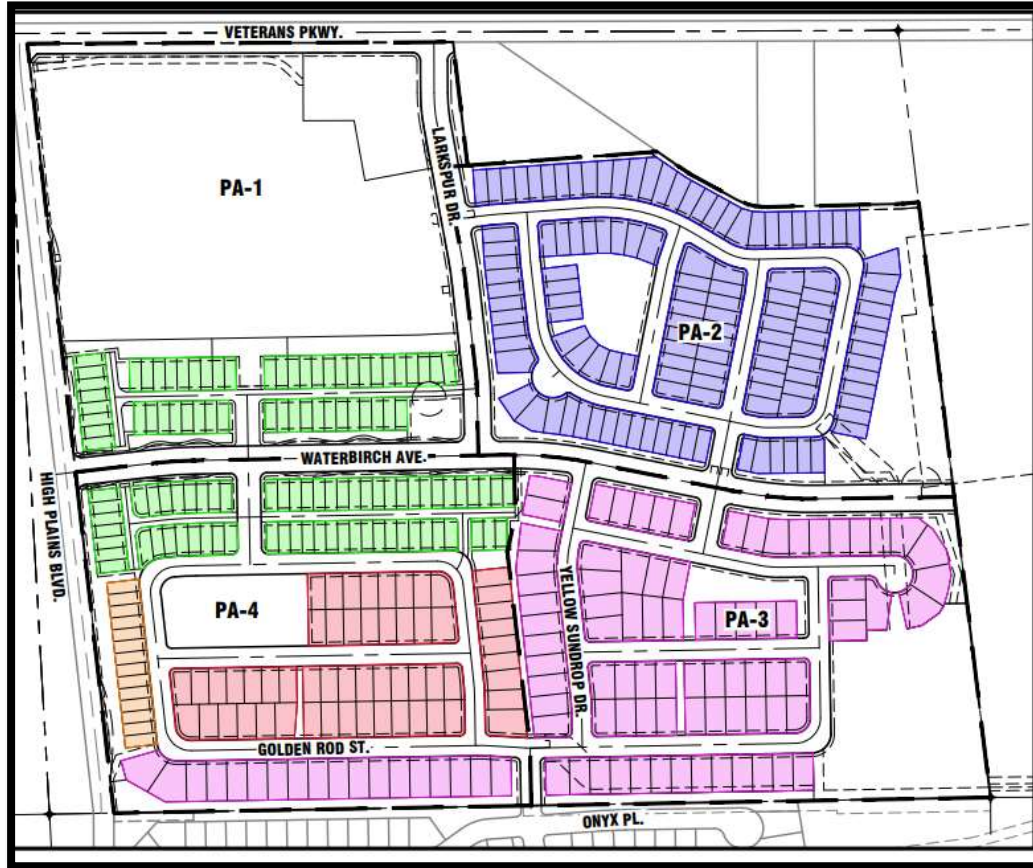 VETERANS PKWY.
LARKSPUR DR.
PA-1
PA-2
WATERBIRCH AVE.
HIGH PLAINS BLVD.
YELLOW SUNDROP DR.
PA-4
PA-3
GOLDEN ROD ST.
ONYX PL.